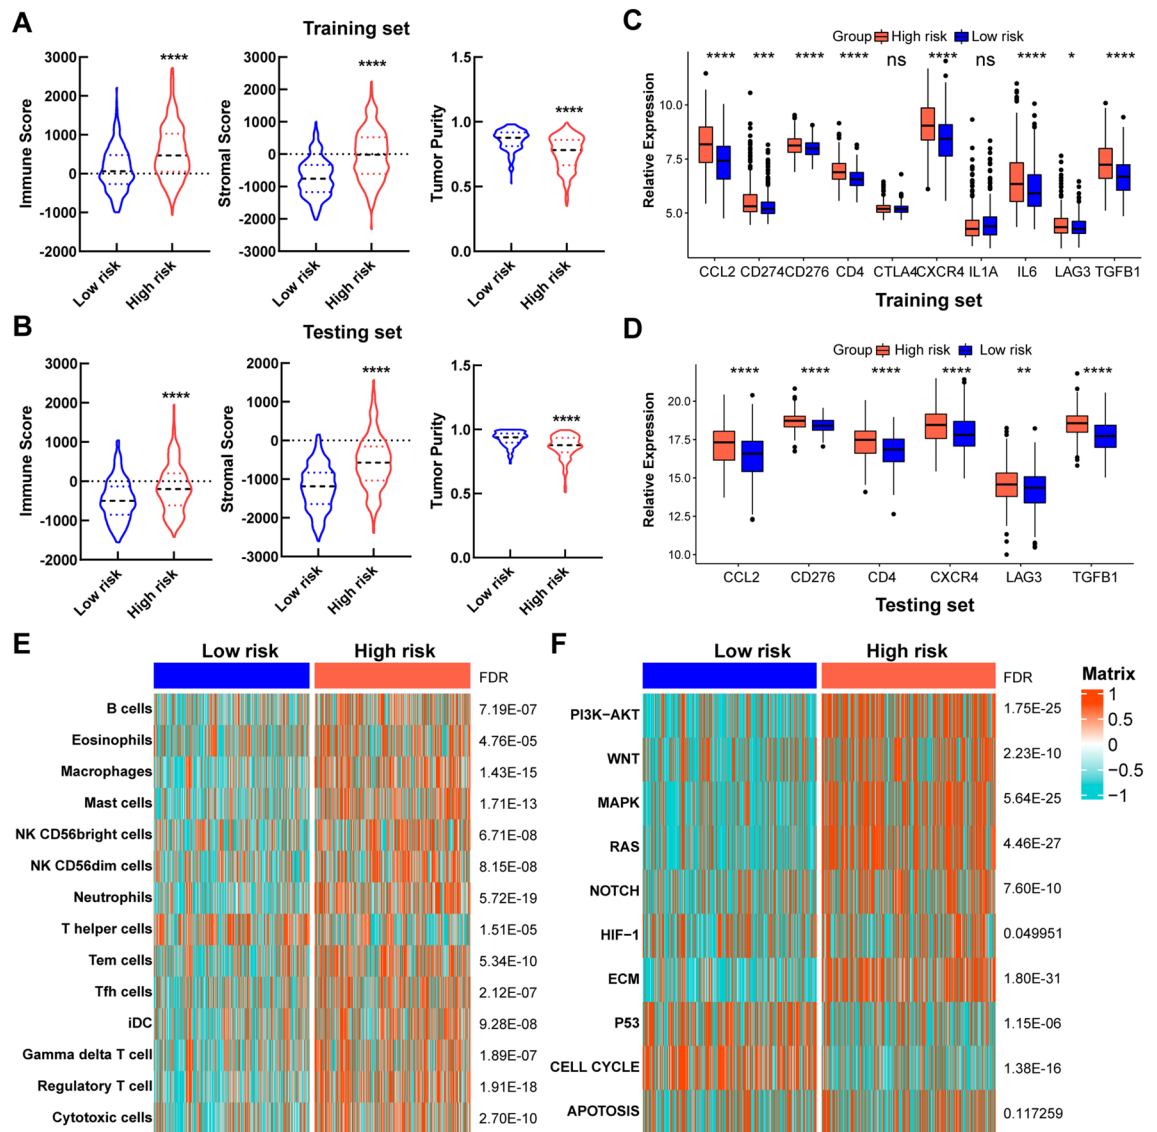 A
Training set
3000
2000
1000
0
-1000
-2000
Immune Score
****
Low risk
High risk
3000
2000
1000
0
-1000
-2000
-3000
Stromal Score
****
Low risk
High risk
1.5
1.0
0.5
0.0
Tumor Purity
****
Low risk
High risk
B
Testing set
3000
2000
1000
0
-1000
-2000
Immune Score
****
Low risk
High risk
2000
1000
0
-1000
-2000
-3000
Stromal Score
****
Low risk
High risk
1.5
1.0
0.5
0.0
Tumor Purity
****
Low risk
High risk
C
Group High risk Low risk
**** *** **** **** ns **** ns **** * ****
Relative Expression
10.0
7.5
5.0
CCL2 CD274 CD276 CD4 CTLA4 CXCR4 IL1A IL6 LAG3 TGFB1
Training set
D
Group High risk Low risk
**** **** **** **** ** ****
Relative Expression
20.0
17.5
15.0
12.5
10.0
CCL2 CD276 CD4 CXCR4 LAG3 TGFB1
Testing set
E
Low risk High risk
FDR
B cells 7.19E-07
Eosinophils 4.76E-05
Macrophages 1.43E-15
Mast cells 1.71E-13
NK CD56bright cells 6.71E-08
NK CD56dim cells 8.15E-08
Neutrophils 5.72E-19
T helper cells 1.51E-05
Tem cells 5.34E-10
Tfh cells 2.12E-07
iDC 9.28E-08
Gamma delta T cell 1.89E-07
Regulatory T cell 1.91E-18
Cytotoxic cells 2.70E-10
F
Low risk High risk
FDR
PI3K−AKT 1.75E-25
WNT 2.23E-10
MAPK 5.64E-25
RAS 4.46E-27
NOTCH 7.60E-10
HIF−1 0.049951
ECM 1.80E-31
P53 1.15E-06
CELL CYCLE 1.38E-16
APOTOSIS 0.117259
Matrix
1
0.5
0
−0.5
−1